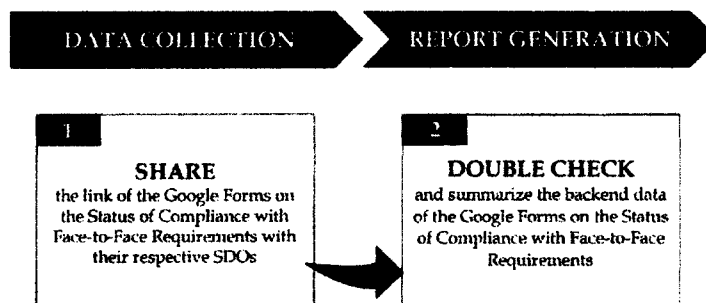 DATA COLLECTION
REPORT GENERATION
1
SHARE
the link of the Google Forms on
the Status of Compliance with
Face-to-Face Requirements with
their respective SDOs
2
DOUBLE CHECK
and summarize the backend data
of the Google Forms on the Status
of Compliance with Face-to-Face
Requirements